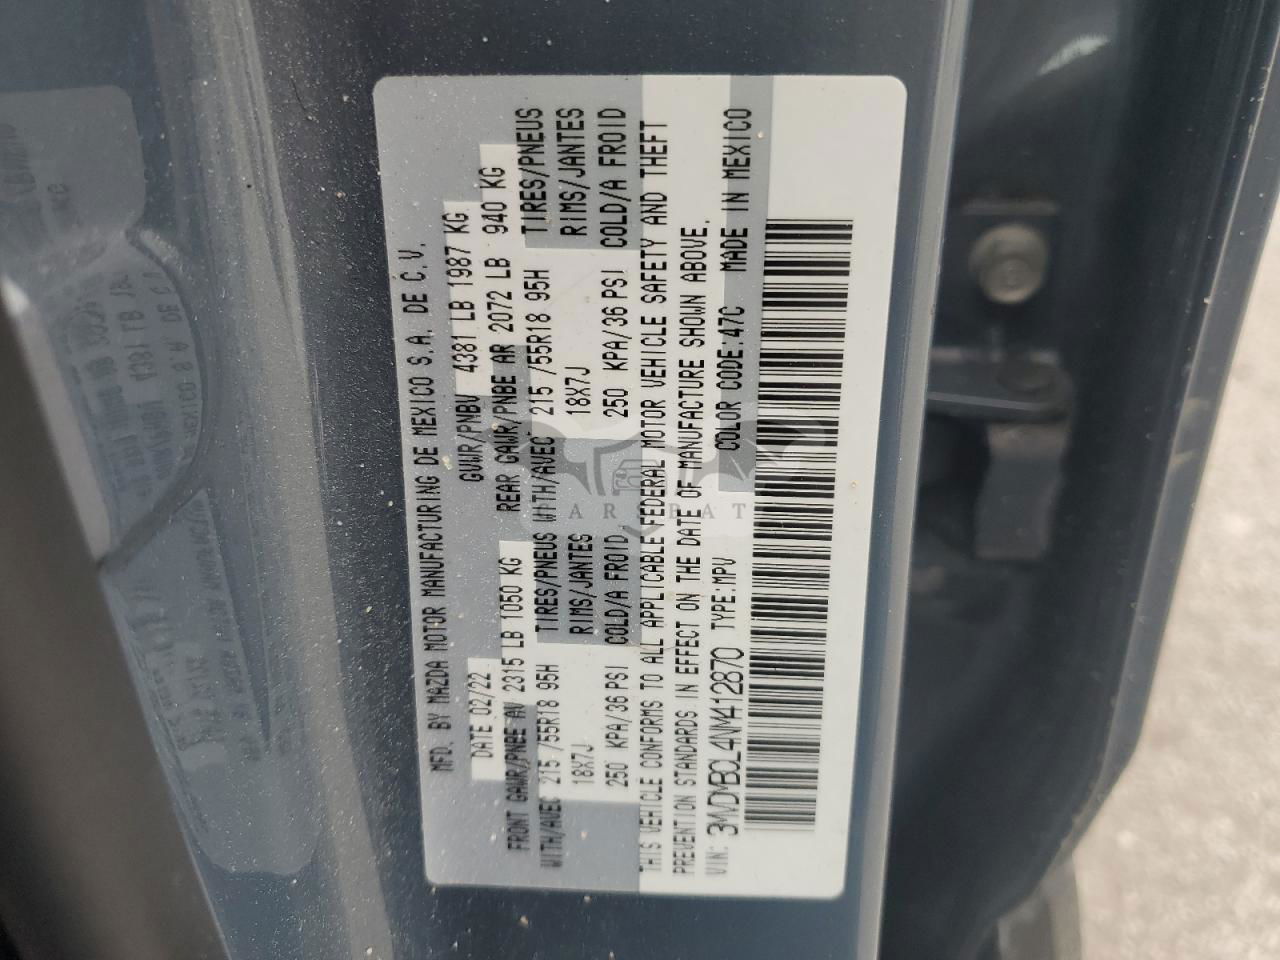 MFD. BY MAZDA MOTOR MANUFACTURING DE MEXICO S.A. DE C.V.
DATE 02/22 GVWR/PNBV 4381 LB 1987 KG
FRONT GAWR/PNBE AV 2315 LB 1050 KG REAR GAWR/PNBE AR 2072 LB 940 KG
WITH/AVEC 215 /55R18 95H TIRES/PNEUS WITH/AVEC 215 /55R18 95H TIRES/PNEUS
18X7J RIMS/JANTES 18X7J RIMS/JANTES
250 KPA/36 PSI COLD/A FROID 250 KPA/36 PSI COLD/A FROID
THIS VEHICLE CONFORMS TO ALL APPLICABLE FEDERAL MOTOR VEHICLE SAFETY AND THEFT
PREVENTION STANDARDS IN EFFECT ON THE DATE OF MANUFACTURE SHOWN ABOVE.
VIN: 3MVDMBCL4NM412870 TYPE:MPV COLOR CODE:47C MADE IN MEXICO